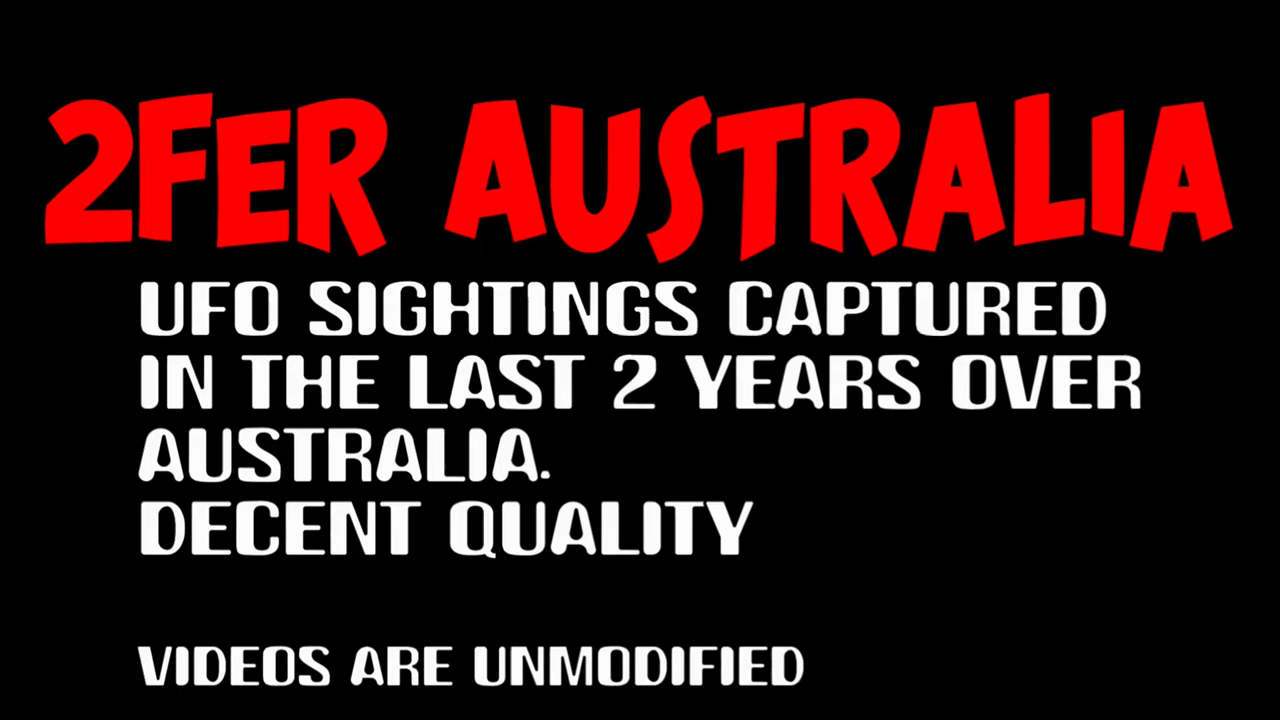 2FER AUSTRALIA
UFO SIGHTINGS CAPTURED
IN THE LAST 2 YEARS OVER
AUSTRALIA.
DECENT QUALITY
VIDEOS ARE UNMODIFIED